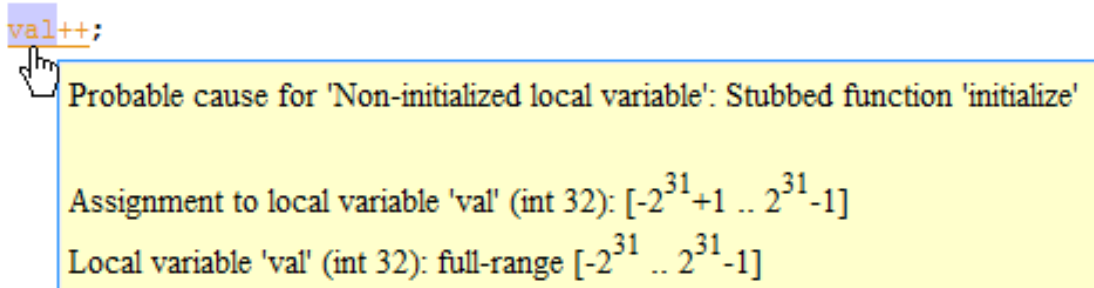 val++;
Probable cause for 'Non-initialized local variable': Stubbed function 'initialize'
Assignment to local variable 'val' (int 32): [-2^31+1 .. 2^31-1]
Local variable 'val' (int 32): full-range [-2^31 .. 2^31-1]